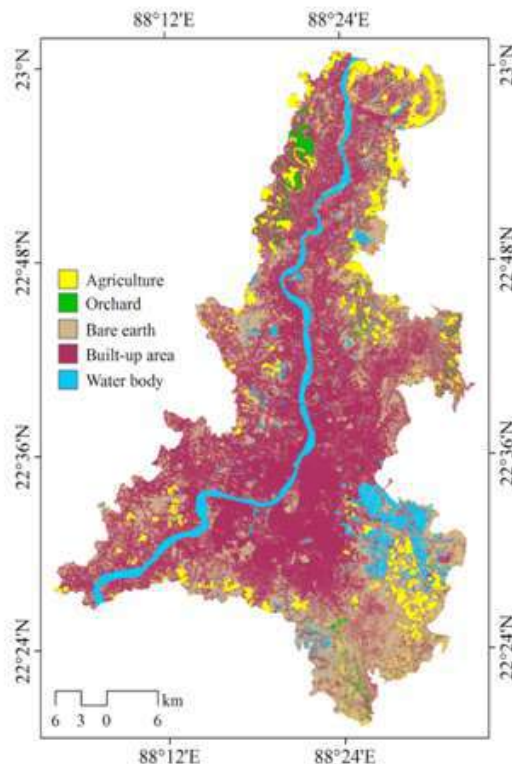 88°12'E 88°24'E
23°N 23°N
22°48'N 22°48'N
Agriculture
Orchard
Bare earth
Built-up area
Water body
22°36'N 22°36'N
22°24'N 22°24'N
km
6 3 0 6
88°12'E 88°24'E